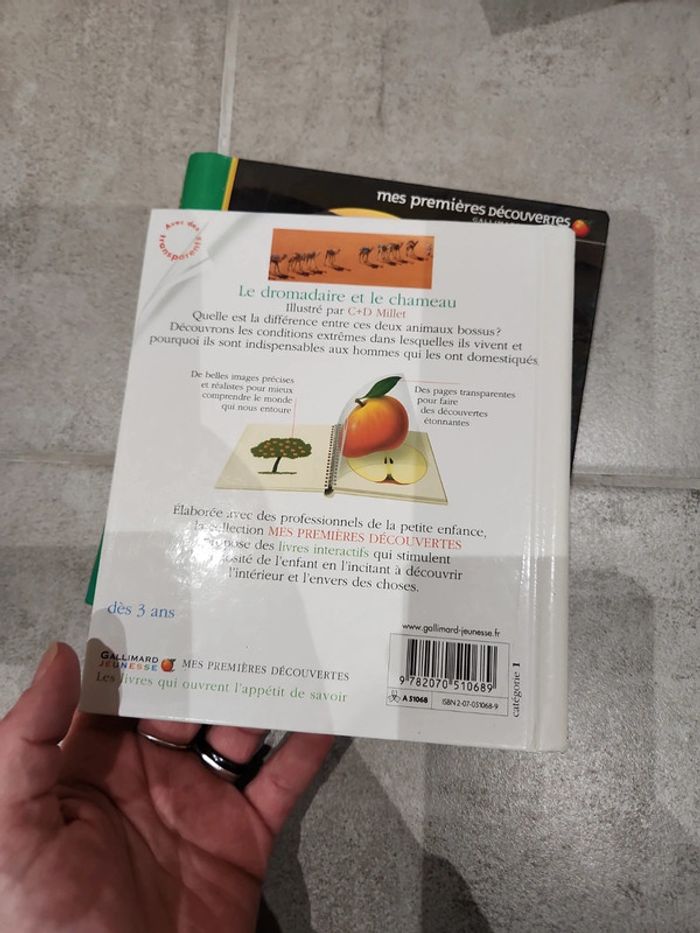 mes premières DÉCOUVERTES
Avec des
transparents
Le dromadaire et le chameau
Illustré par C+D Millet
Quelle est la différence entre ces deux animaux bossus?
Découvrons les conditions extrêmes dans lesquelles ils vivent et
pourquoi ils sont indispensables aux hommes qui les ont domestiqués
De belles images précises
et réalistes pour mieux
comprendre le monde
qui nous entoure
Des pages transparentes
pour faire
des découvertes
étonnantes
Élaborée avec des professionnels de la petite enfance,
la collection MES PREMIÈRES DÉCOUVERTES
propose des livres interactifs qui stimulent
osité de l'enfant en l'incitant à découvrir
l'intérieur et l'envers des choses.
dès 3 ans
www.gallimard-jeunesse.fr
GALLIMARD
JEUNESSE
MES PREMIÈRES DÉCOUVERTES
Les livres qui ouvrent l'appétit de savoir
9 782070 510689
A 51068
ISBN 2-07-051068-9
catégorie 1